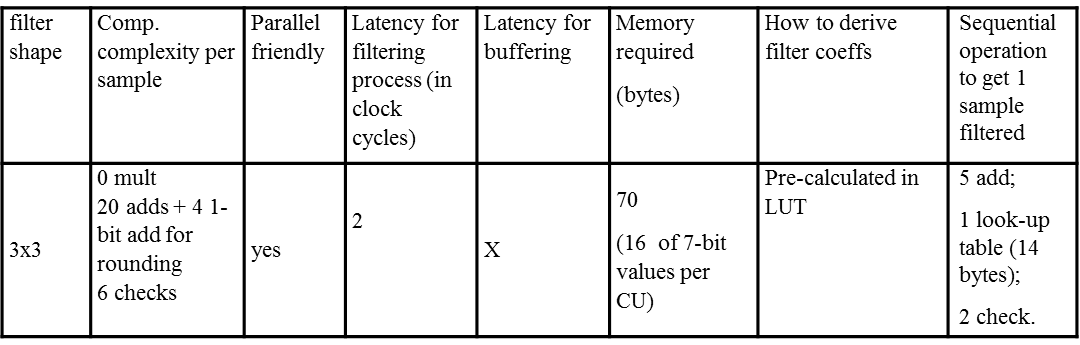 filter
shape
Comp.
complexity per
sample
Parallel
friendly
Latency for
filtering
process (in
clock
cycles)
Latency for
buffering
Memory
required
(bytes)
How to derive
filter coeffs
Sequential
operation
to get 1
sample
filtered
3x3
0 mult
20 adds + 4 1-
bit add for
rounding
6 checks
yes
2
X
70
(16 of 7-bit
values per
CU)
Pre-calculated in
LUT
5 add;
1 look-up
table (14
bytes);
2 check.